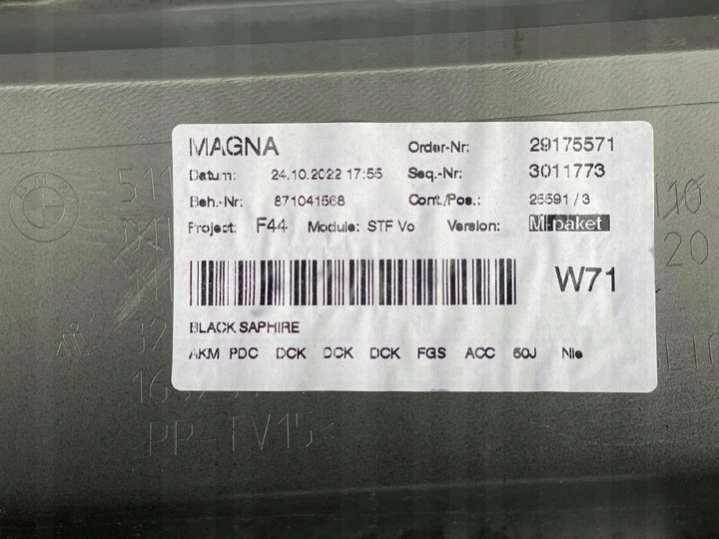 MAGNA Order-Nr: 29175571
Datum: 24.10.2022 17:55 Seq.-Nr: 3011773
Beh.-Nr: 871041568 Cont./Pos.: 25591 / 3
Project: F44 Module: STF Vo Version: M-paket
W71
BLACK SAPHIRE
AKM PDC DCK DCK DCK FGS ACC 50J Nie
PP-TV15